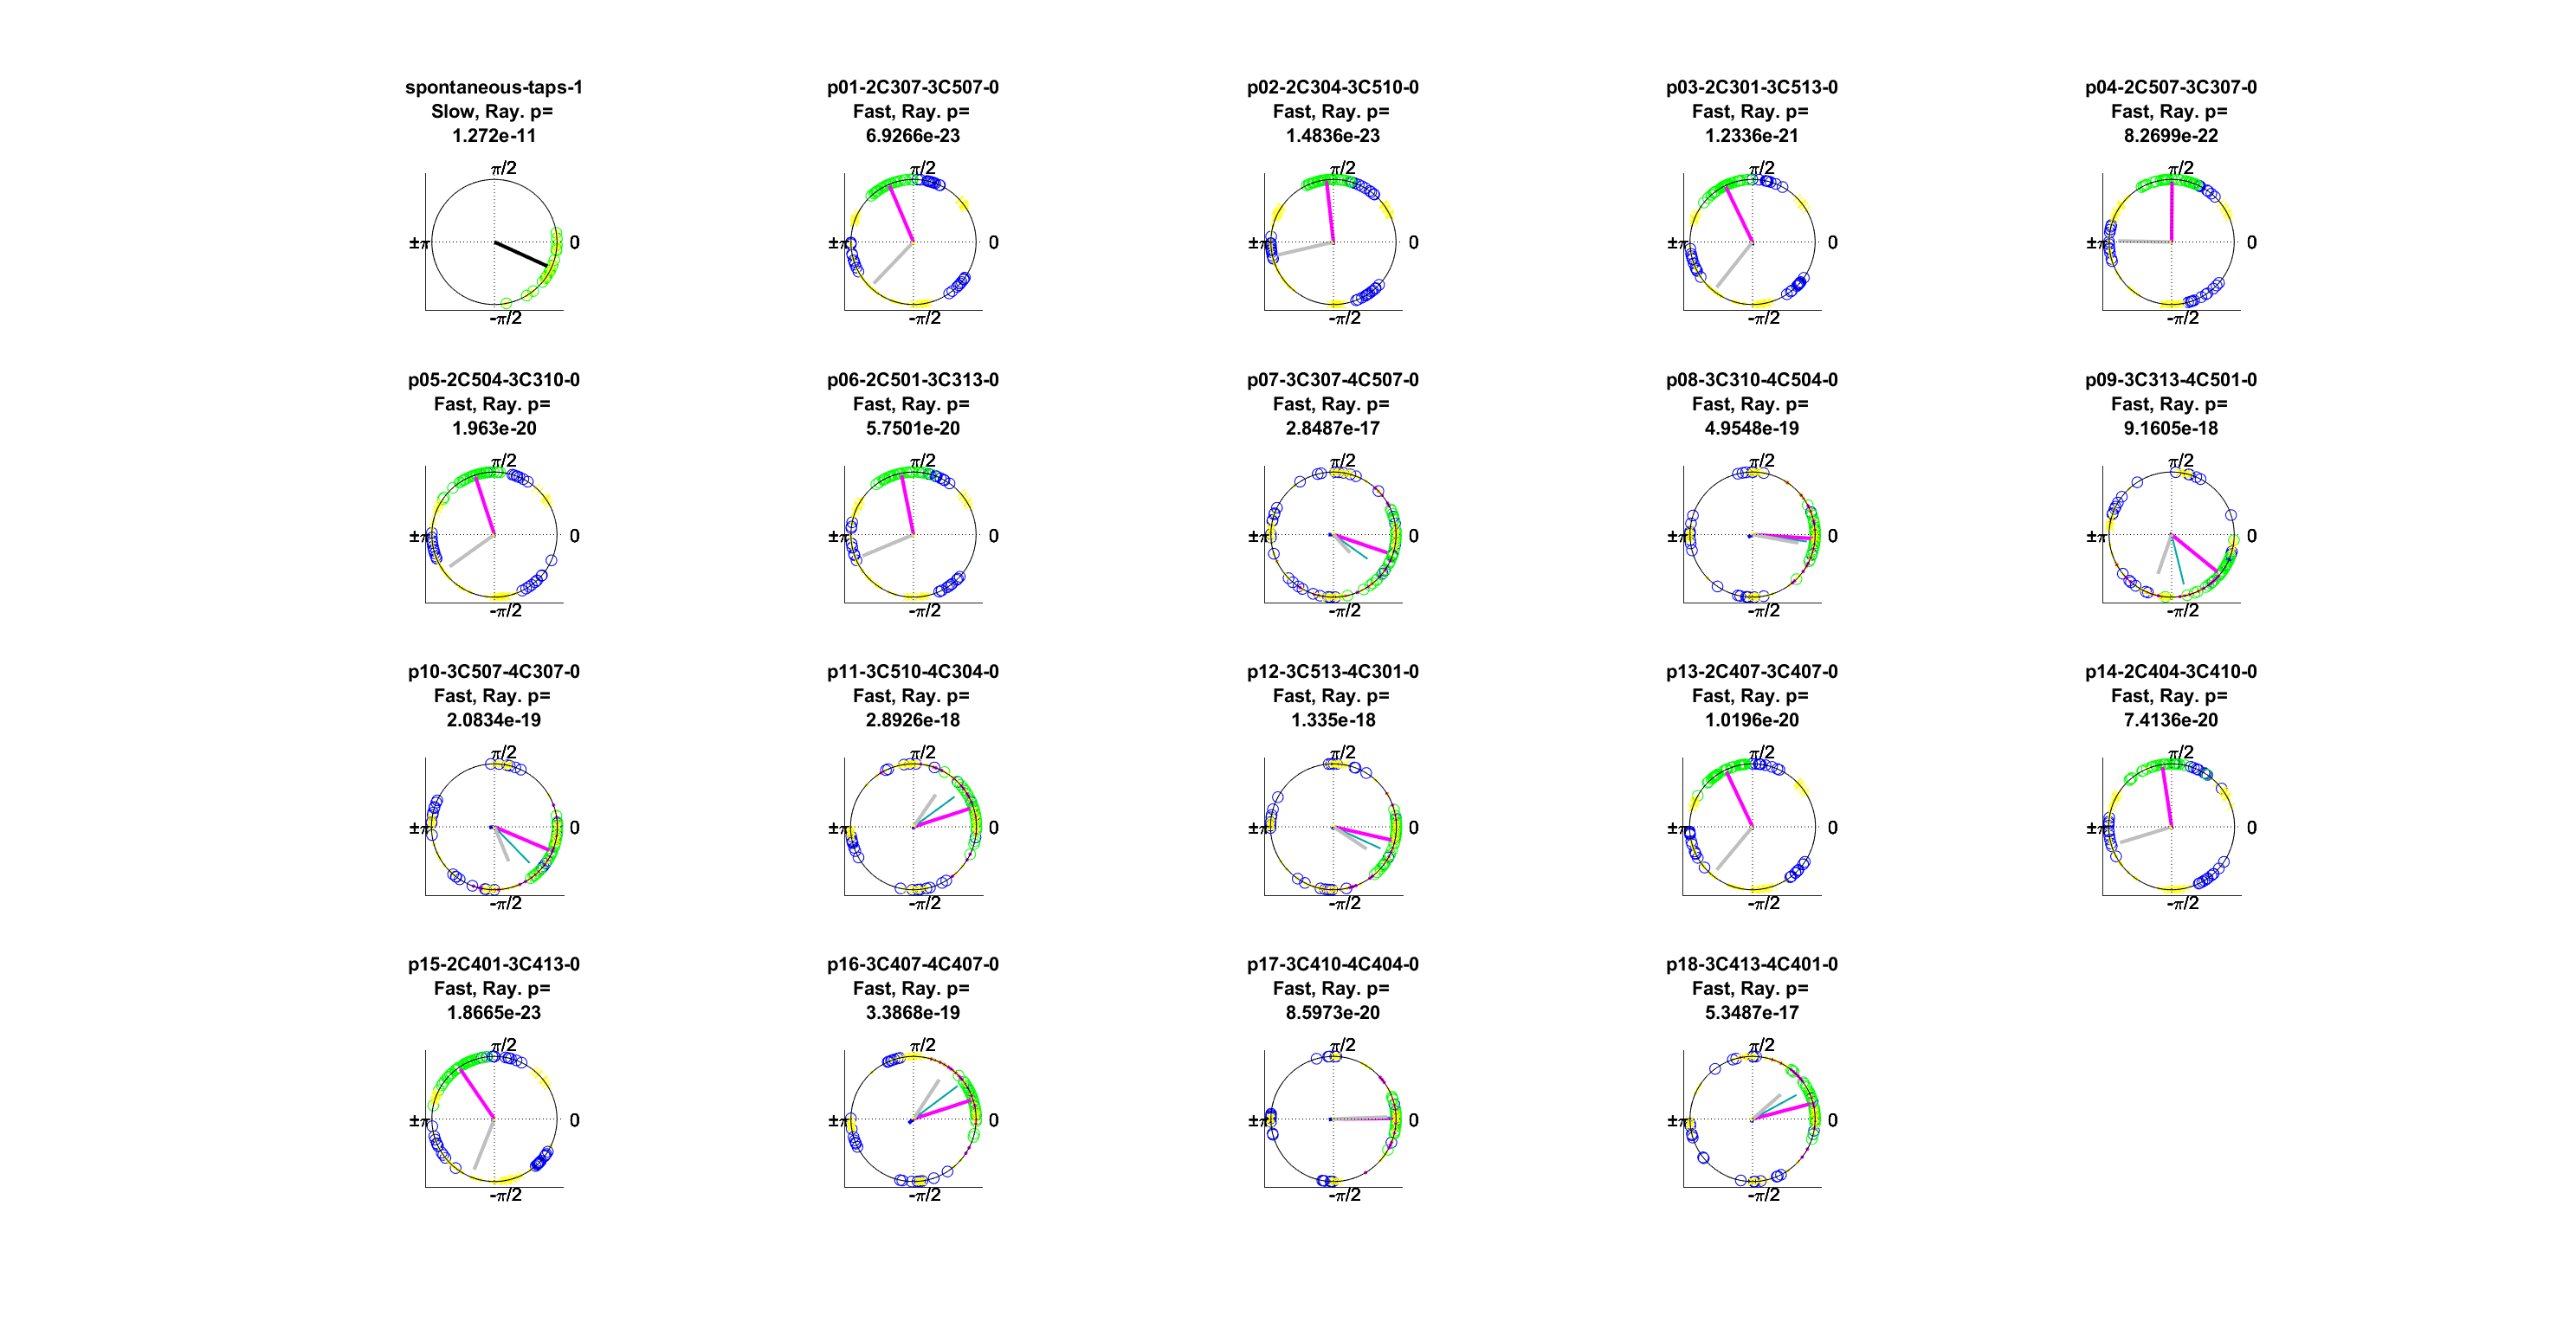 spontaneous-taps-1
Slow, Ray. p=
1.272e-11
π/2
±π
0
-π/2
p01-2C307-3C507-0
Fast, Ray. p=
6.9266e-23
π/2
±π
0
-π/2
p02-2C304-3C510-0
Fast, Ray. p=
1.4836e-23
π/2
±π
0
-π/2
p03-2C301-3C513-0
Fast, Ray. p=
1.2336e-21
π/2
±π
0
-π/2
p04-2C507-3C307-0
Fast, Ray. p=
8.2699e-22
π/2
±π
0
-π/2
p05-2C504-3C310-0
Fast, Ray. p=
1.963e-20
π/2
±π
0
-π/2
p06-2C501-3C313-0
Fast, Ray. p=
5.7501e-20
π/2
±π
0
-π/2
p07-3C307-4C507-0
Fast, Ray. p=
2.8487e-17
π/2
±π
0
-π/2
p08-3C310-4C504-0
Fast, Ray. p=
4.9548e-19
π/2
±π
0
-π/2
p09-3C313-4C501-0
Fast, Ray. p=
9.1605e-18
π/2
±π
0
-π/2
p10-3C507-4C307-0
Fast, Ray. p=
2.0834e-19
π/2
±π
0
-π/2
p11-3C510-4C304-0
Fast, Ray. p=
2.8926e-18
π/2
±π
0
-π/2
p12-3C513-4C301-0
Fast, Ray. p=
1.335e-18
π/2
±π
0
-π/2
p13-2C407-3C407-0
Fast, Ray. p=
1.0196e-20
π/2
±π
0
-π/2
p14-2C404-3C410-0
Fast, Ray. p=
7.4136e-20
π/2
±π
0
-π/2
p15-2C401-3C413-0
Fast, Ray. p=
1.8665e-23
π/2
±π
0
-π/2
p16-3C407-4C407-0
Fast, Ray. p=
3.3868e-19
π/2
±π
0
-π/2
p17-3C410-4C404-0
Fast, Ray. p=
8.5973e-20
π/2
±π
0
-π/2
p18-3C413-4C401-0
Fast, Ray. p=
5.3487e-17
π/2
±π
0
-π/2